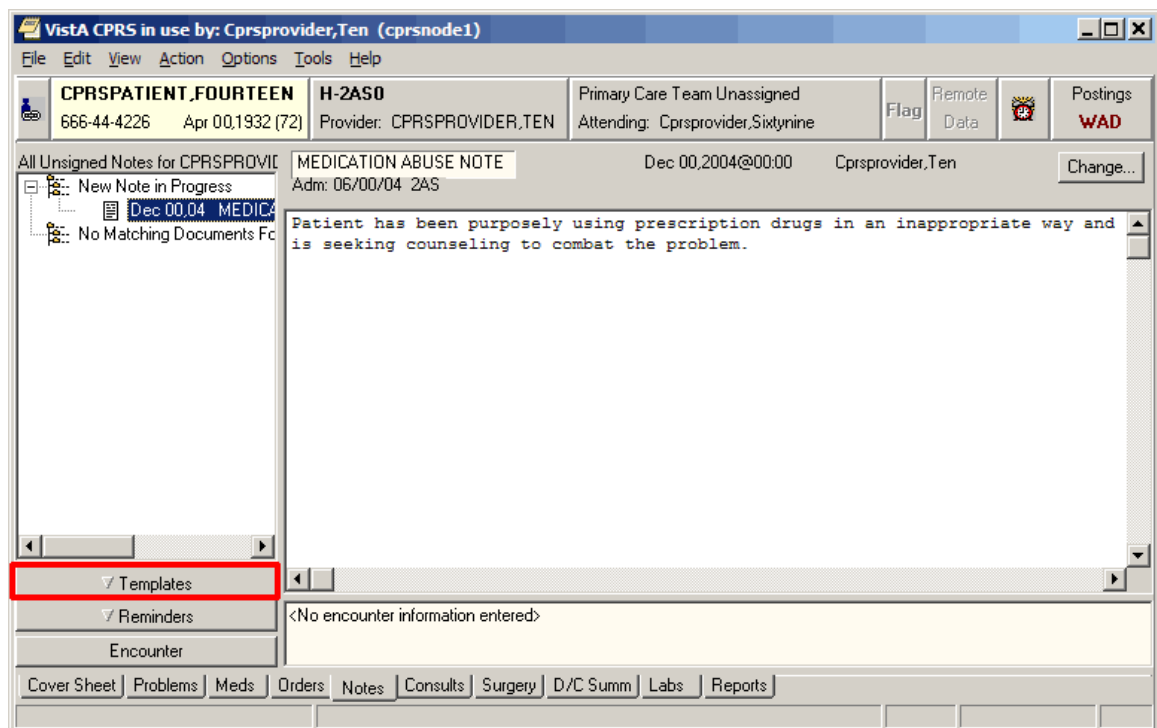 VistA CPRS in use by: Cprsprovider,Ten (cprsnode1)
File Edit View Action Options Tools Help
CPRSPATIENT,FOURTEEN H-2AS0 Primary Care Team Unassigned Flag Remote Data Postings
666-44-4226 Apr 00,1932 (72) Provider: CPRSPROVIDER,TEN Attending: Cprsprovider,Sixtynine WAD
All Unsigned Notes for CPRSPROVIE MEDICATION ABUSE NOTE Dec 00,2004@00:00 Cprsprovider,Ten Change...
New Note in Progress Adm: 06/00/04 2AS
Dec 00,04 MEDICA
No Matching Documents Fo
Patient has been purposely using prescription drugs in an inappropriate way and
is seeking counseling to combat the problem.
Templates
Reminders
<No encounter information entered>
Encounter
Cover Sheet Problems Meds Orders Notes Consults Surgery D/C Summ Labs Reports